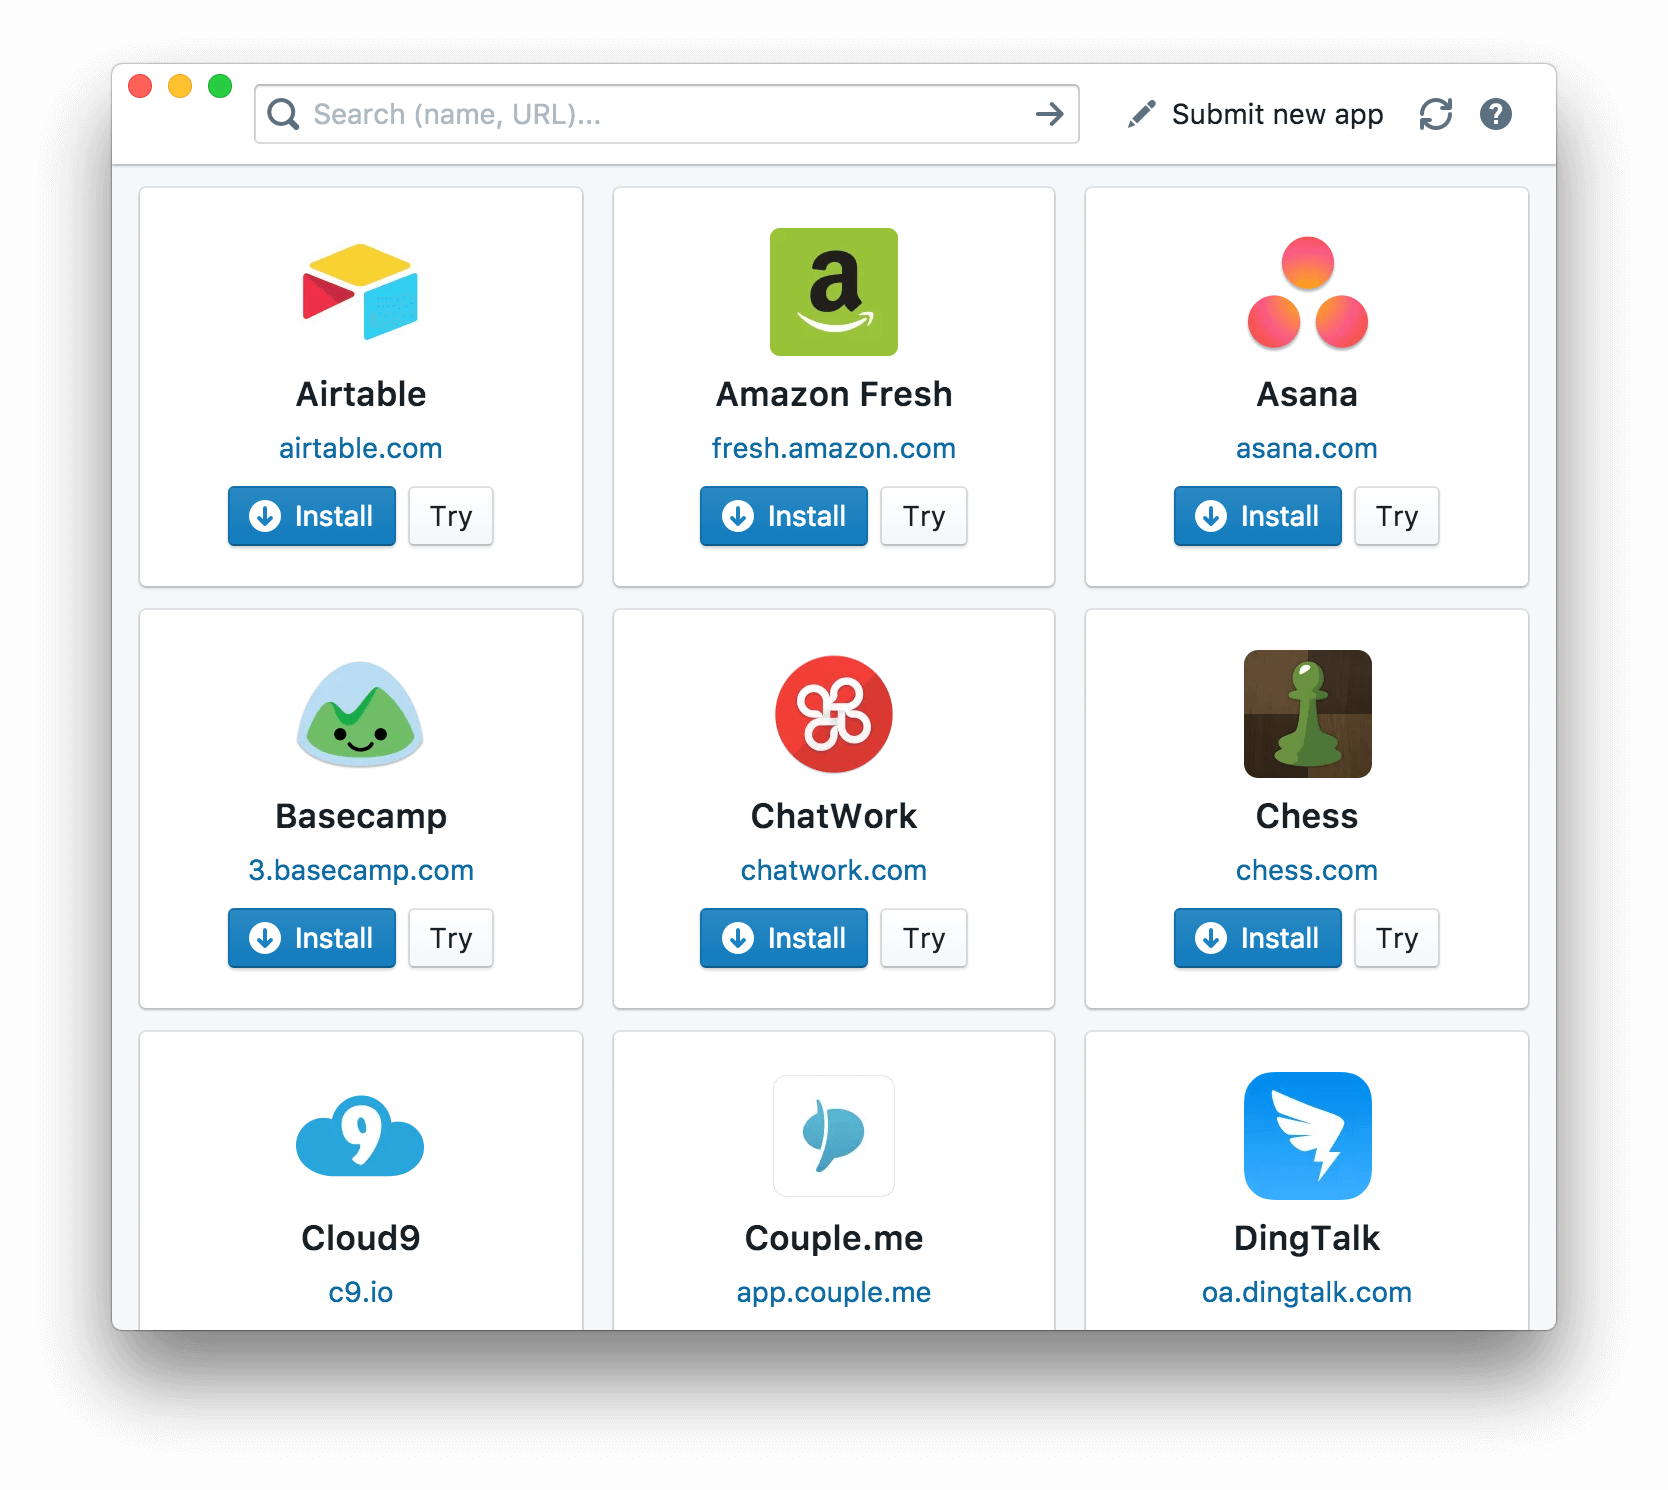 Search (name, URL)...
Submit new app
?
Airtable
airtable.com
Install Try
a
Amazon Fresh
fresh.amazon.com
Install Try
Asana
asana.com
Install Try
Basecamp
3.basecamp.com
Install Try
ChatWork
chatwork.com
Install Try
Chess
chess.com
Install Try
9
Cloud9
c9.io
Couple.me
app.couple.me
DingTalk
oa.dingtalk.com